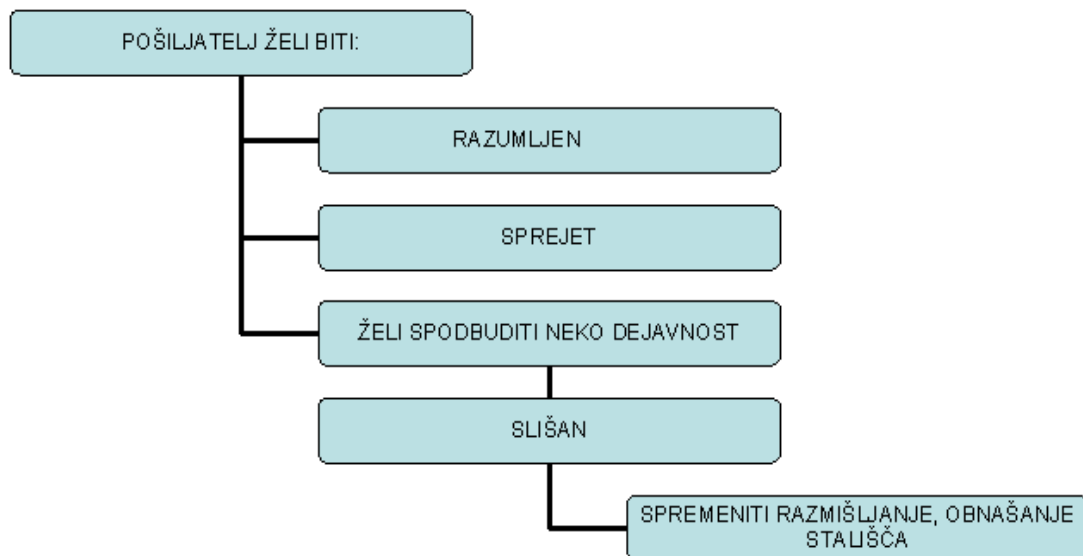 POŠILJATELJ ŽELI BITI:
RAZUMLJEN
SPREJET
ŽELI SPODBUDITI NEKO DEJAVNOST
SLIŠAN
SPREMENITI RAZMIŠLJANJE, OBNAŠANJE
STALIŠČA